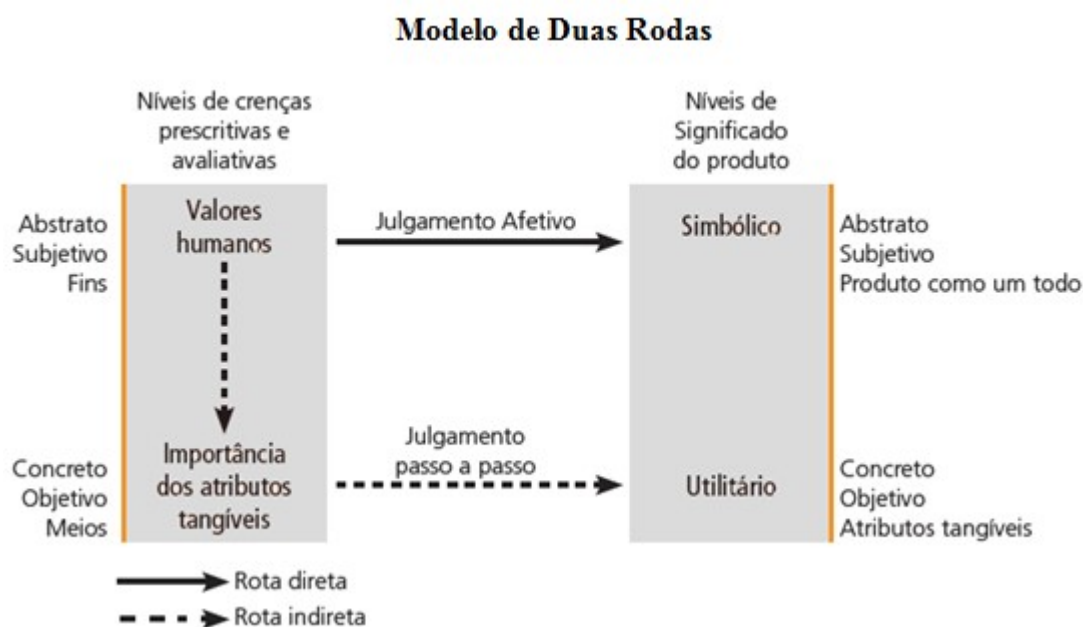 Modelo de Duas Rodas
Níveis de crenças
prescritivas e
avaliativas
Níveis de
Significado
do produto
Abstrato
Subjetivo
Fins
Valores
humanos
Julgamento Afetivo
Simbólico
Abstrato
Subjetivo
Produto como um todo
Concreto
Objetivo
Meios
Importância
dos atributos
tangíveis
Julgamento
passo a passo
Utilitário
Concreto
Objetivo
Atributos tangíveis
Rota direta
Rota indireta